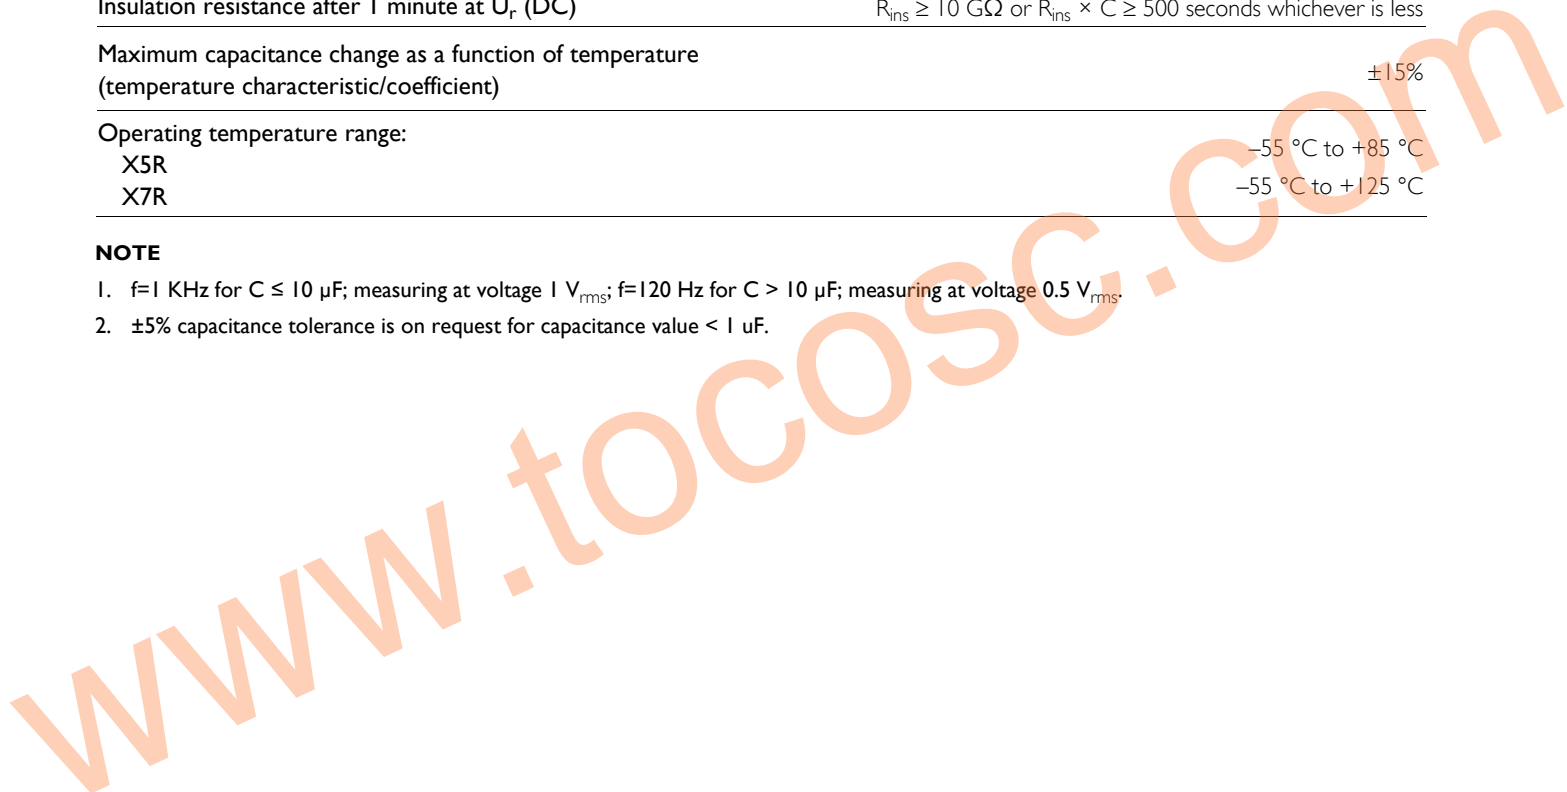 Insulation resistance after 1 minute at Ur (DC) Rins ≥ 10 GΩ or Rins × C ≥ 500 seconds whichever is less
Maximum capacitance change as a function of temperature
(temperature characteristic/coefficient) ±15%
Operating temperature range:
X5R –55 °C to +85 °C
X7R –55 °C to +125 °C
NOTE
1. f=1 KHz for C ≤ 10 µF; measuring at voltage 1 Vrms; f=120 Hz for C > 10 µF; measuring at voltage 0.5 Vrms.
2. ±5% capacitance tolerance is on request for capacitance value < 1 uF.
www.tocosc.com